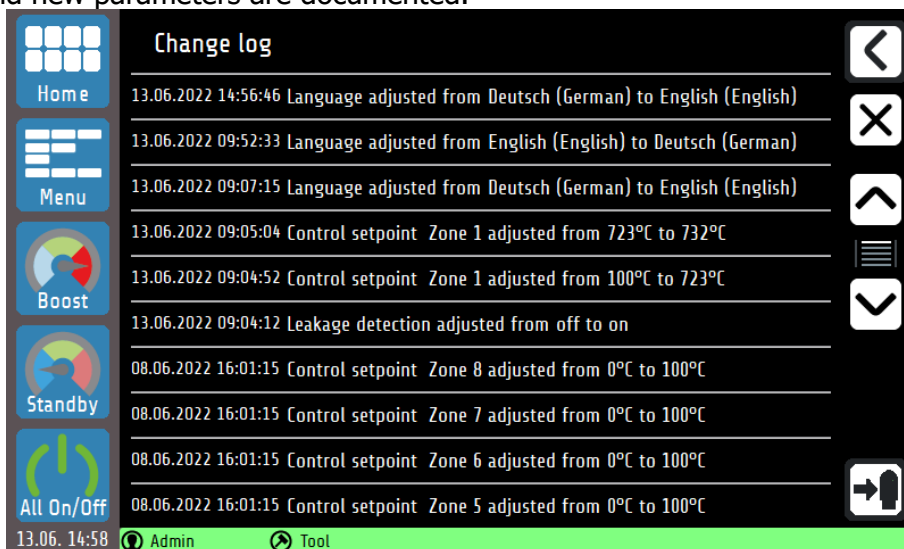 new parameters are documented.
Change log
Home
13.06.2022 14:56:46 Language adjusted from Deutsch (German) to English (English)
13.06.2022 09:52:33 Language adjusted from English (English) to Deutsch (German)
Menu
13.06.2022 09:07:15 Language adjusted from Deutsch (German) to English (English)
13.06.2022 09:05:04 Control setpoint Zone 1 adjusted from 723°C to 732°C
13.06.2022 09:04:52 Control setpoint Zone 1 adjusted from 100°C to 723°C
Boost
13.06.2022 09:04:12 Leakage detection adjusted from off to on
08.06.2022 16:01:15 Control setpoint Zone 8 adjusted from 0°C to 100°C
Standby
08.06.2022 16:01:15 Control setpoint Zone 7 adjusted from 0°C to 100°C
08.06.2022 16:01:15 Control setpoint Zone 6 adjusted from 0°C to 100°C
All On/Off
08.06.2022 16:01:15 Control setpoint Zone 5 adjusted from 0°C to 100°C
13.06. 14:58 Admin Tool